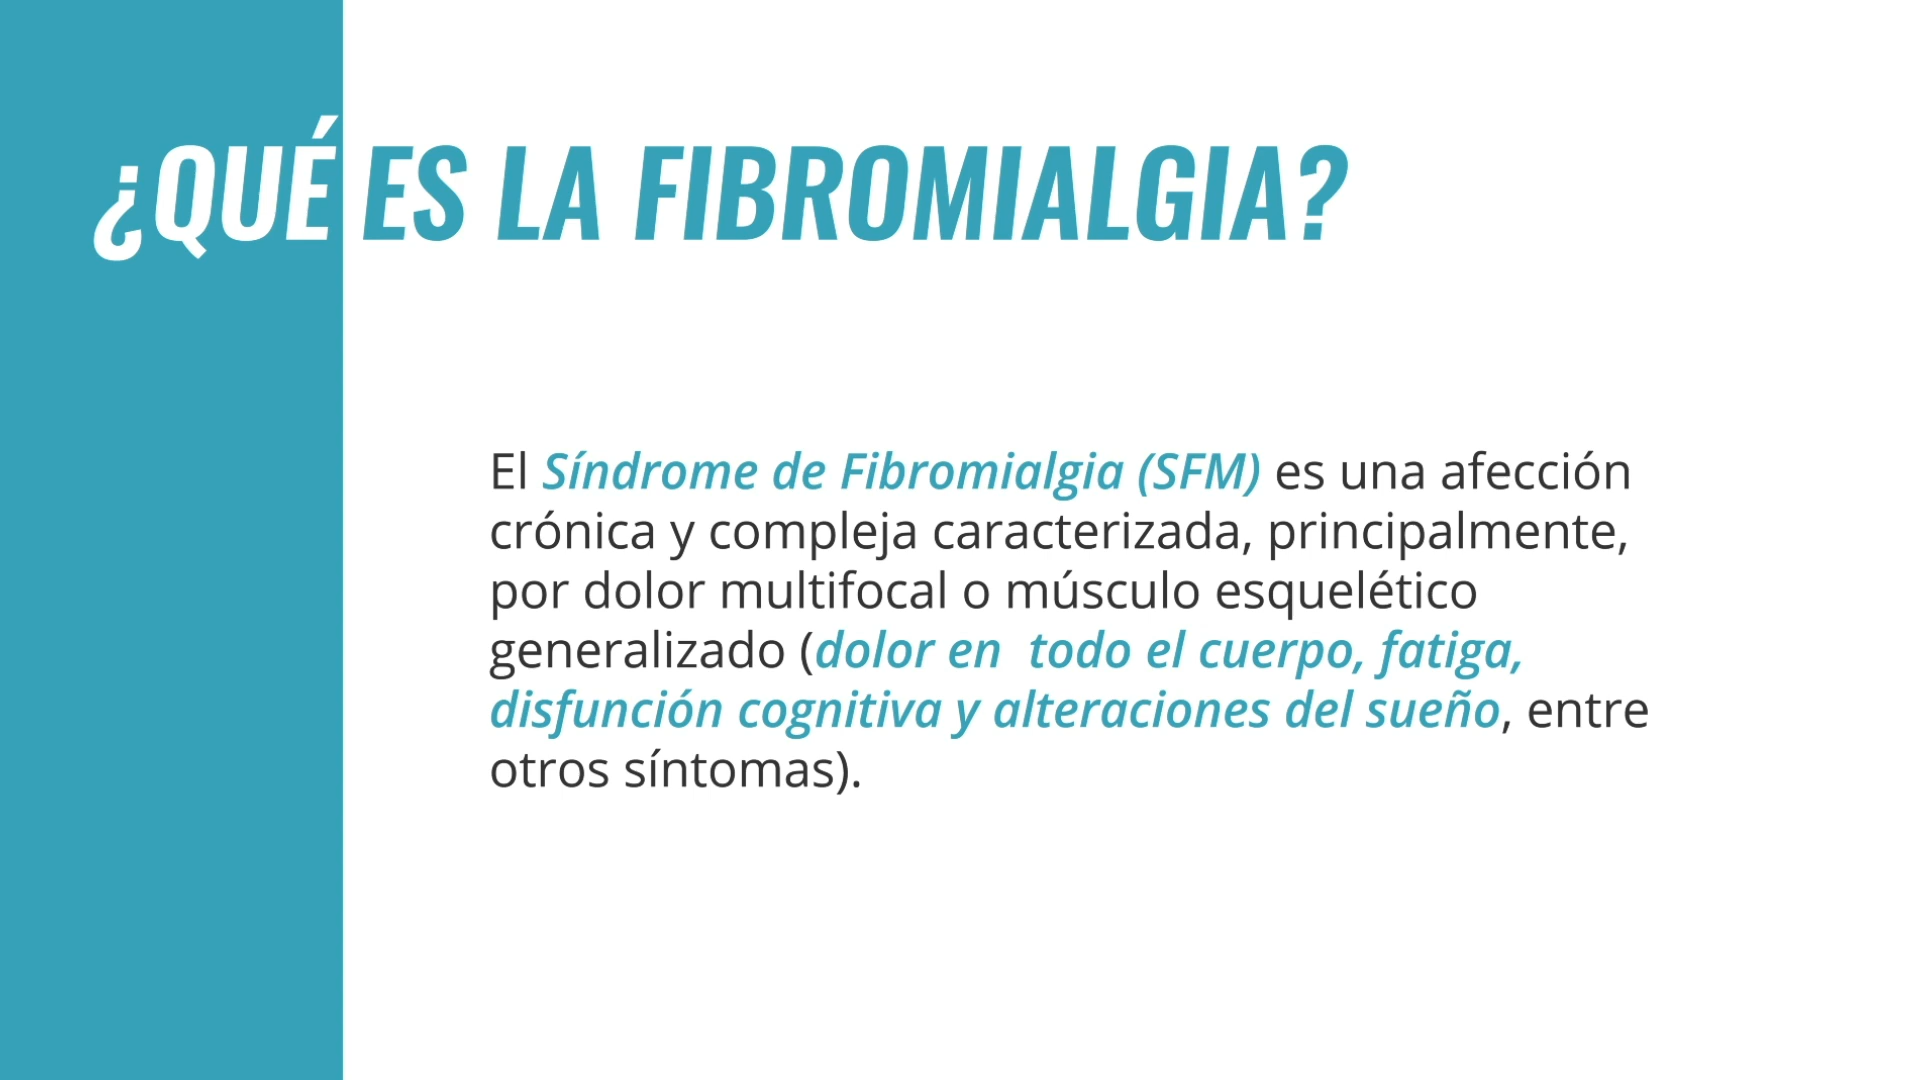 ¿QUÉ ES LA FIBROMIALGIA?
El Síndrome de Fibromialgia (SFM) es una afección
crónica y compleja caracterizada, principalmente,
por dolor multifocal o músculo esquelético
generalizado (dolor en  todo el cuerpo, fatiga,
disfunción cognitiva y alteraciones del sueño, entre
otros síntomas).